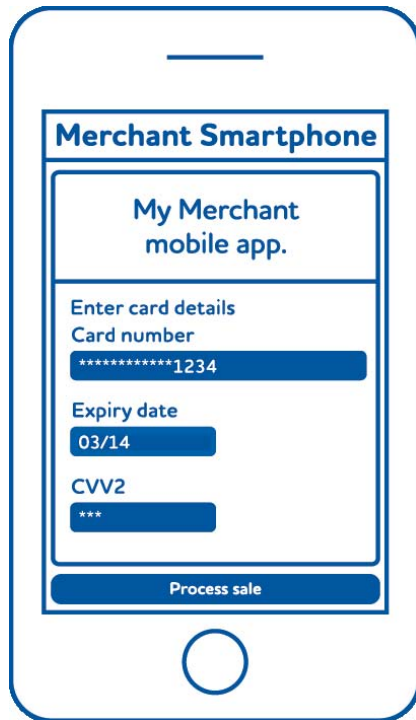 Merchant Smartphone
My Merchant
mobile app.
Enter card details
Card number
************1234
Expiry date
03/14
CVV2
***
Process sale